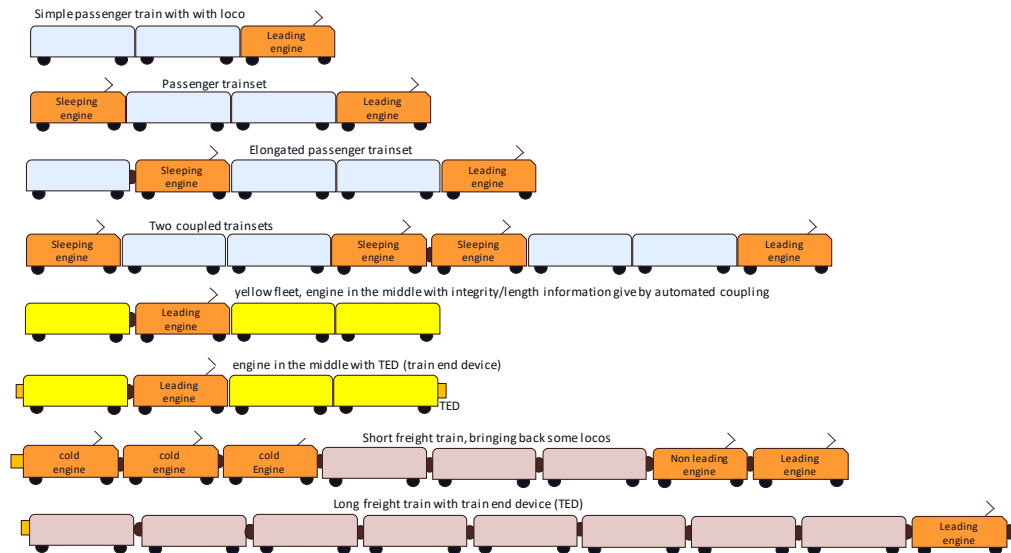 Simple passenger train with with loco
Leading
engine
Passenger trainset
Sleeping
engine
Leading
engine
Elongated passenger trainset
Sleeping
engine
Leading
engine
Two coupled trainsets
Sleeping
engine
Sleeping
engine
Sleeping
engine
Leading
engine
yellow fleet, engine in the middle with integrity/length information give by automated coupling
Leading
engine
engine in the middle with TED (train end device)
Leading
engine
TED
Short freight train, bringing back some locos
cold
engine
cold
engine
cold
Engine
Non leading
engine
Leading
engine
Long freight train with train end device (TED)
Leading
engine